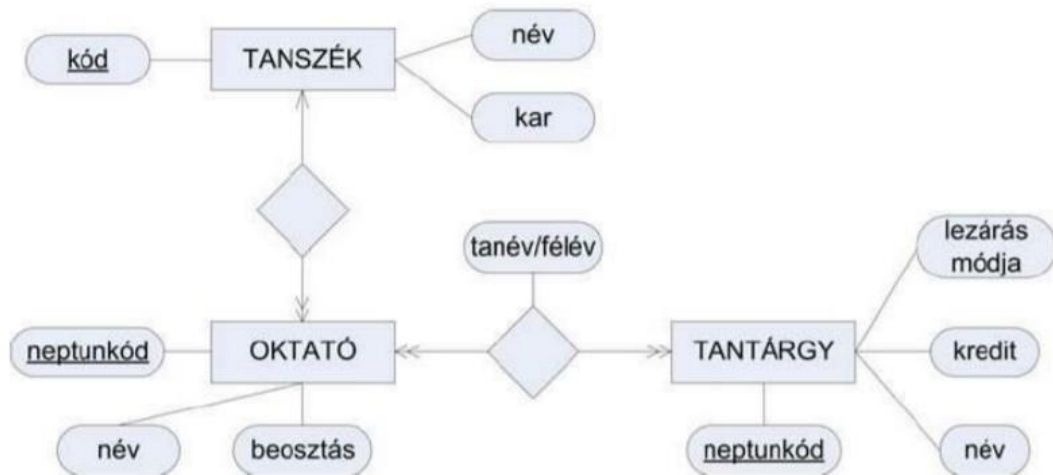 kód
TANSZÉK
név
kar
tanév/félév
lezárás
módja
neptunkód
OKTATÓ
TANTÁRGY
kredit
név
beosztás
neptunkód
név